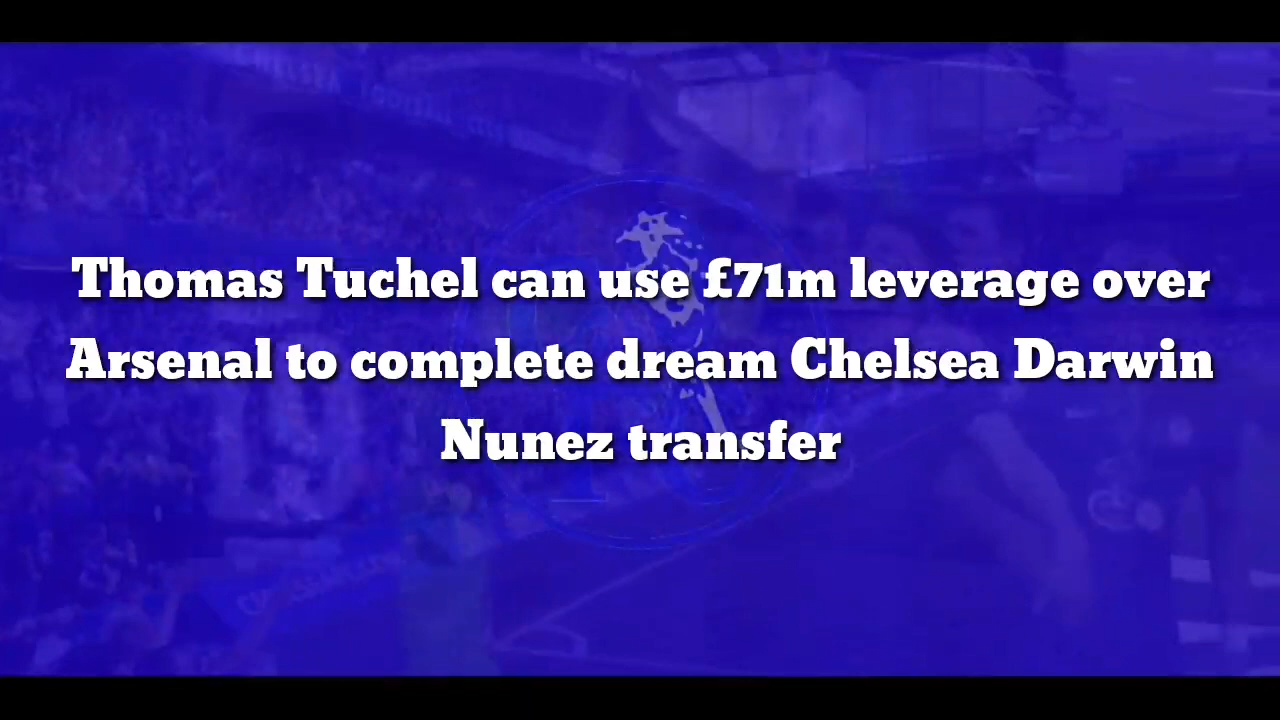 Thomas Tuchel can use £71m leverage over
Arsenal to complete dream Chelsea Darwin
Nunez transfer